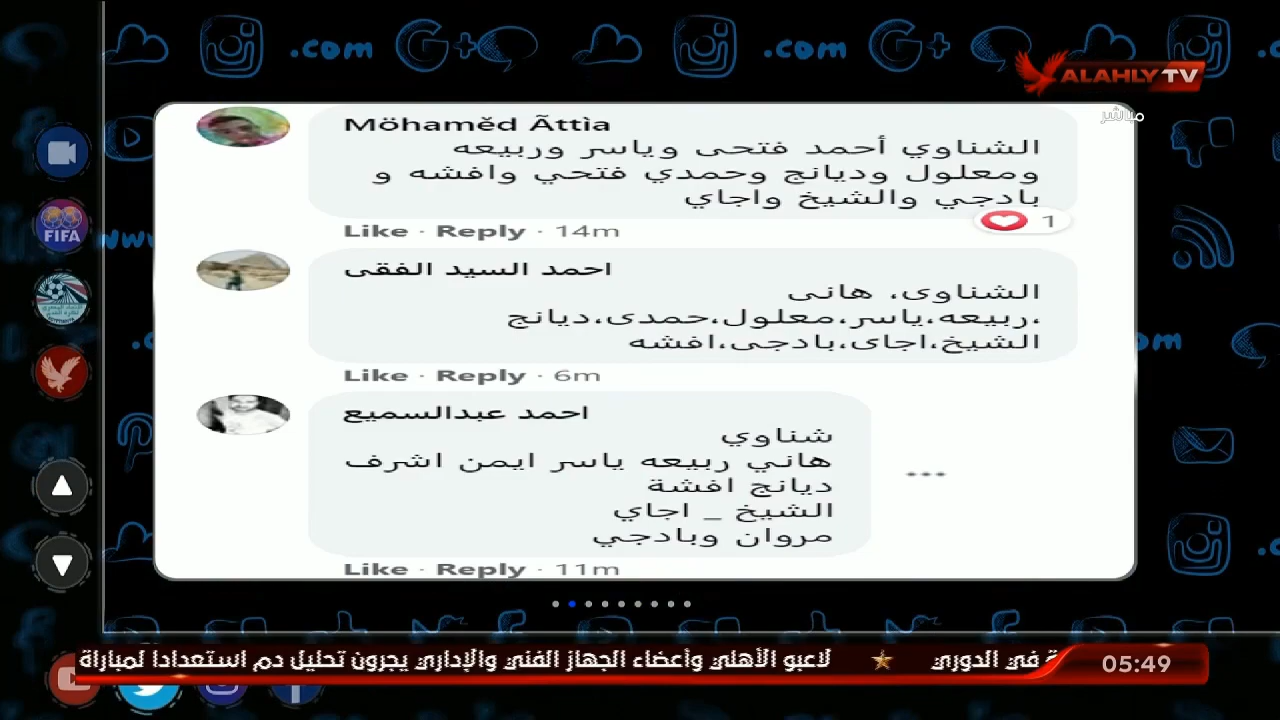 .com
G+
.com
G+
ALAHLY TV
مباشر
FIFA
Möhamĕd Ãttìa
الشناوي أحمد فتحى وياسر وربيعه
ومعلول وديانج وحمدي فتحي وافشه و
بادجي والشيخ واجاي
1
Like · Reply · 14m
احمد السيد الفقى
الشناوى، هانى
،ربيعه،ياسر،معلول،حمدى،ديانج
الشيخ،اجاى،بادجى،افشه
Like · Reply · 6m
احمد عبدالسميع
شناوي
هاني ربيعه ياسر ايمن اشرف
ديانج افشة
الشيخ _ اجاي
مروان وبادجي
Like · Reply · 11m
ة في الدوري ★ لاعبو الأهلي وأعضاء الجهاز الفني والإداري يجرون تحليل دم استعدادا لمباراة
05:49